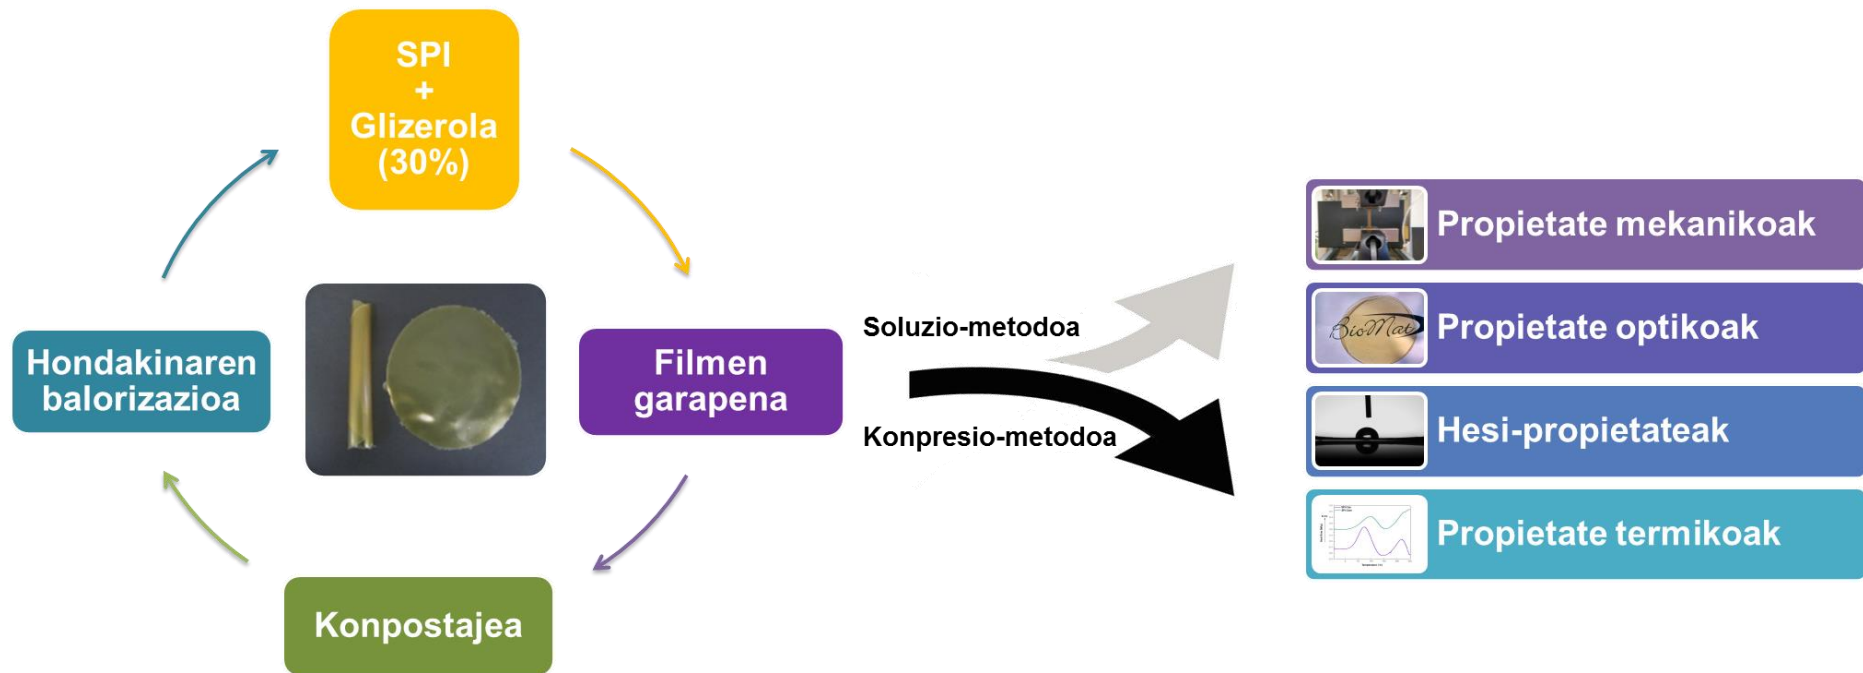 SPI
+
Glizerola
(30%)
Hondakinaren
balorizazioa
Filmen
garapena
Konpostajea
Soluzio-metodoa
Konpresio-metodoa
Propietate mekanikoak
BioMat
Propietate optikoak
Hesi-propietateak
Propietate termikoak